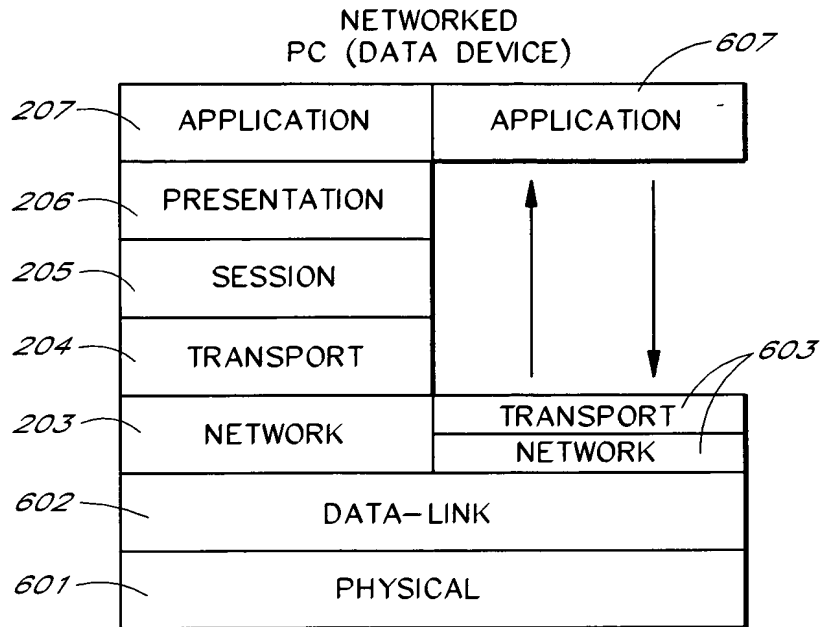 NETWORKED
PC (DATA DEVICE)
607
207
APPLICATION
APPLICATION
206
PRESENTATION
205
SESSION
204
TRANSPORT
603
203
NETWORK
TRANSPORT
NETWORK
602
DATA-LINK
601
PHYSICAL